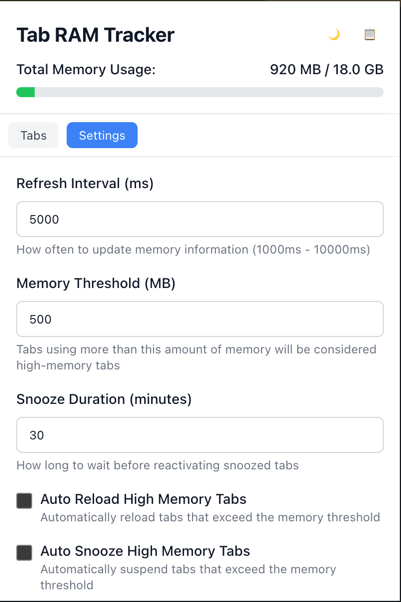 Tab RAM Tracker
Total Memory Usage: 920 MB / 18.0 GB
Tabs Settings
Refresh Interval (ms)
5000
How often to update memory information (1000ms - 10000ms)
Memory Threshold (MB)
500
Tabs using more than this amount of memory will be considered
high-memory tabs
Snooze Duration (minutes)
30
How long to wait before reactivating snoozed tabs
Auto Reload High Memory Tabs
Automatically reload tabs that exceed the memory threshold
Auto Snooze High Memory Tabs
Automatically suspend tabs that exceed the memory
threshold